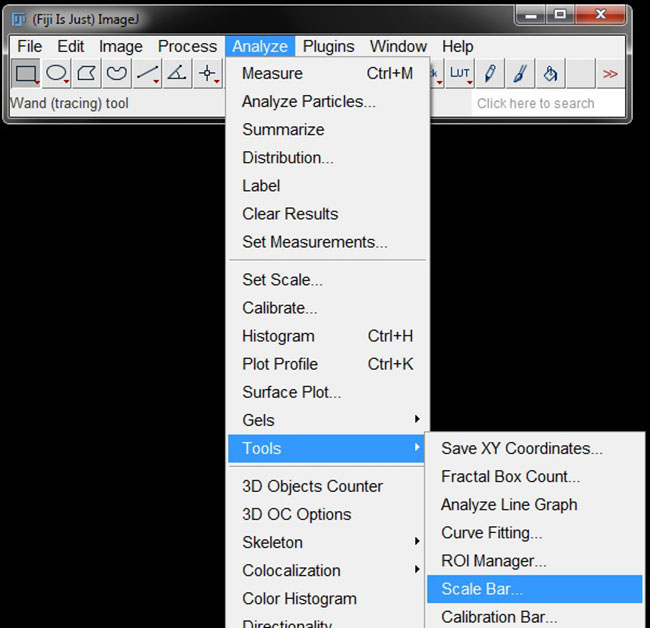 (Fiji Is Just) ImageJ
File Edit Image Process Analyze Plugins Window Help
LUT >>
Wand (tracing) tool
Click here to search
Measure Ctrl+M
Analyze Particles...
Summarize
Distribution...
Label
Clear Results
Set Measurements...
Set Scale...
Calibrate...
Histogram Ctrl+H
Plot Profile Ctrl+K
Surface Plot...
Gels
Tools
3D Objects Counter
3D OC Options
Skeleton
Colocalization
Color Histogram
Directionality
Save XY Coordinates...
Fractal Box Count...
Analyze Line Graph
Curve Fitting...
ROI Manager...
Scale Bar...
Calibration Bar...